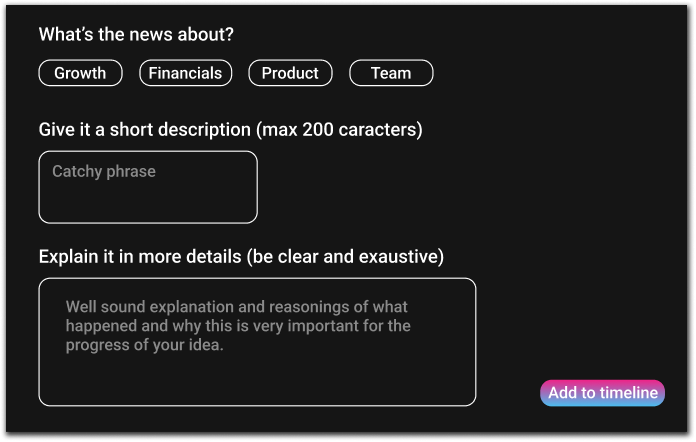 What's the news about?
Growth Financials Product Team
Give it a short description (max 200 caracters)
Catchy phrase
Explain it in more details (be clear and exaustive)
Well sound explanation and reasonings of what
happened and why this is very important for the
progress of your idea.
Add to timeline